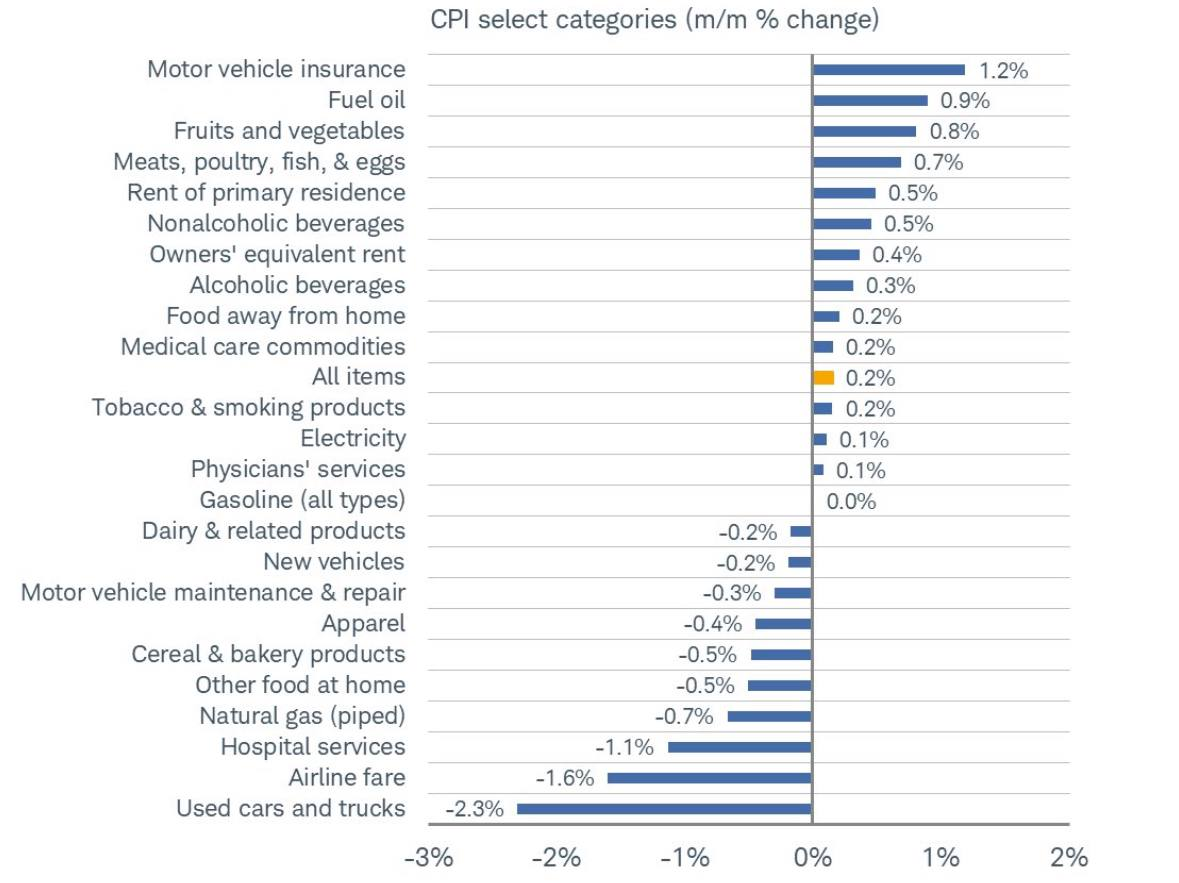 CPI select categories (m/m % change)
Motor vehicle insurance 1.2%
Fuel oil 0.9%
Fruits and vegetables 0.8%
Meats, poultry, fish, & eggs 0.7%
Rent of primary residence 0.5%
Nonalcoholic beverages 0.5%
Owners' equivalent rent 0.4%
Alcoholic beverages 0.3%
Food away from home 0.2%
Medical care commodities 0.2%
All items 0.2%
Tobacco & smoking products 0.2%
Electricity 0.1%
Physicians' services 0.1%
Gasoline (all types) 0.0%
Dairy & related products -0.2%
New vehicles -0.2%
Motor vehicle maintenance & repair -0.3%
Apparel -0.4%
Cereal & bakery products -0.5%
Other food at home -0.5%
Natural gas (piped) -0.7%
Hospital services -1.1%
Airline fare -1.6%
Used cars and trucks -2.3%
-3% -2% -1% 0% 1% 2%